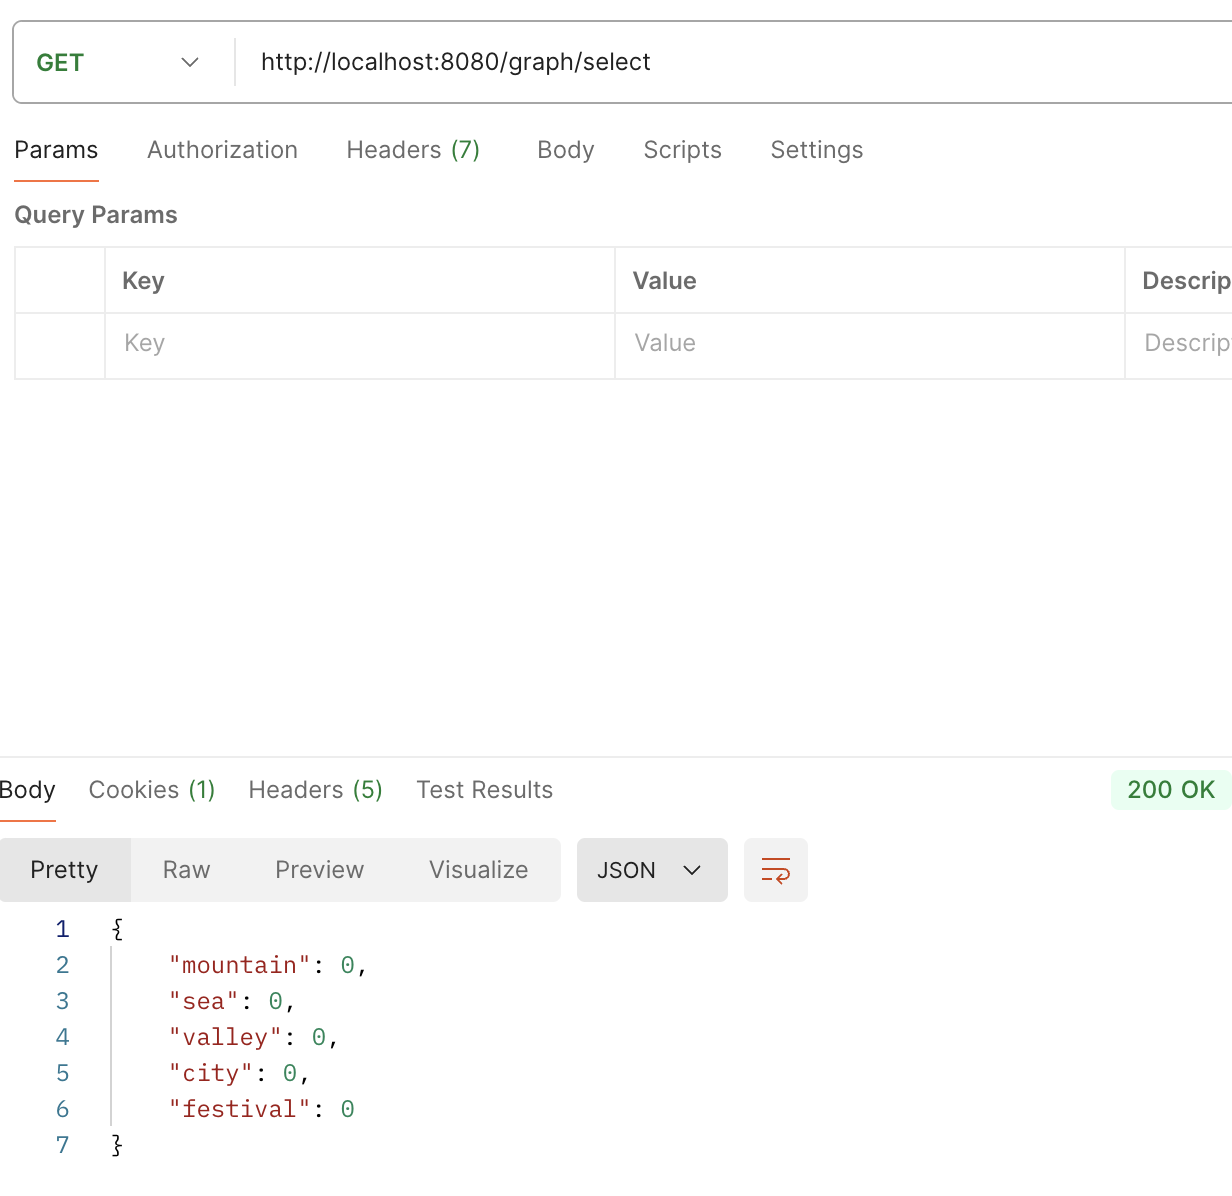 GET http://localhost:8080/graph/select
Params Authorization Headers (7) Body Scripts Settings
Query Params
Key Value Descrip
Key Value Descrip
Body Cookies (1) Headers (5) Test Results 200 OK
Pretty Raw Preview Visualize JSON
1 {
2 "mountain": 0,
3 "sea": 0,
4 "valley": 0,
5 "city": 0,
6 "festival": 0
7 }